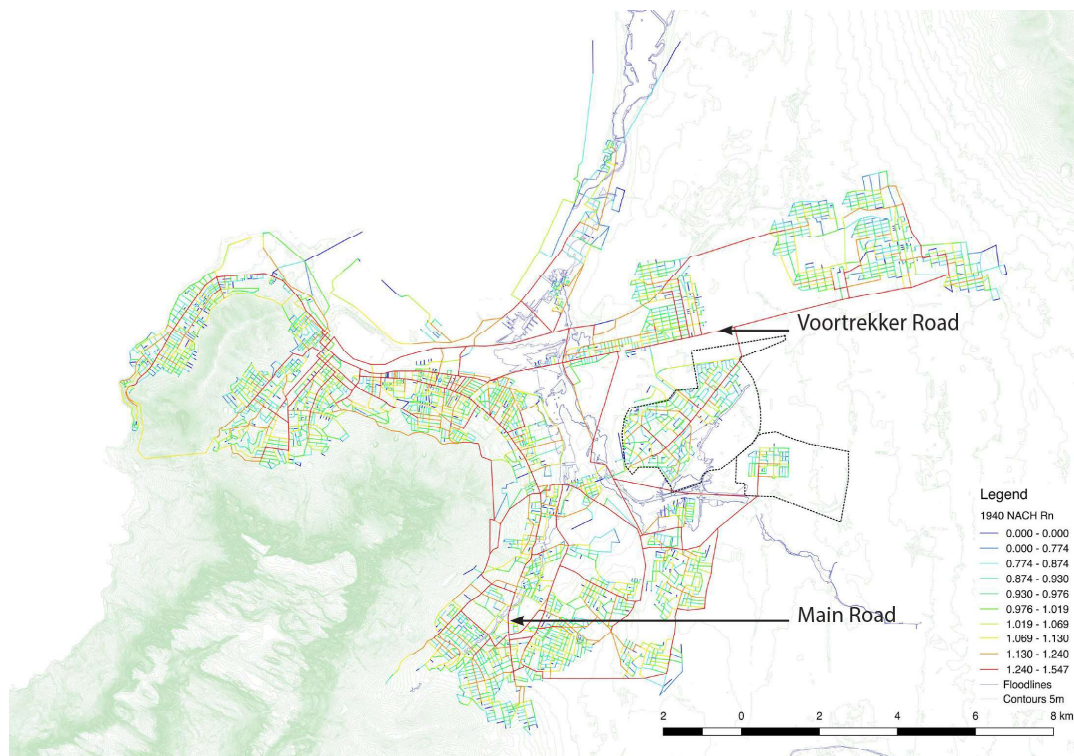 Voortrekker Road
Main Road
Legend
1940 NACH Rn
0.000 - 0.000
0.000 - 0.774
0.774 - 0.874
0.874 - 0.930
0.930 - 0.976
0.976 - 1.019
1.019 - 1.069
1.069 - 1.130
1.130 - 1.240
1.240 - 1.547
Floodlines
Contours 5m
2 0 2 4 6 8 km